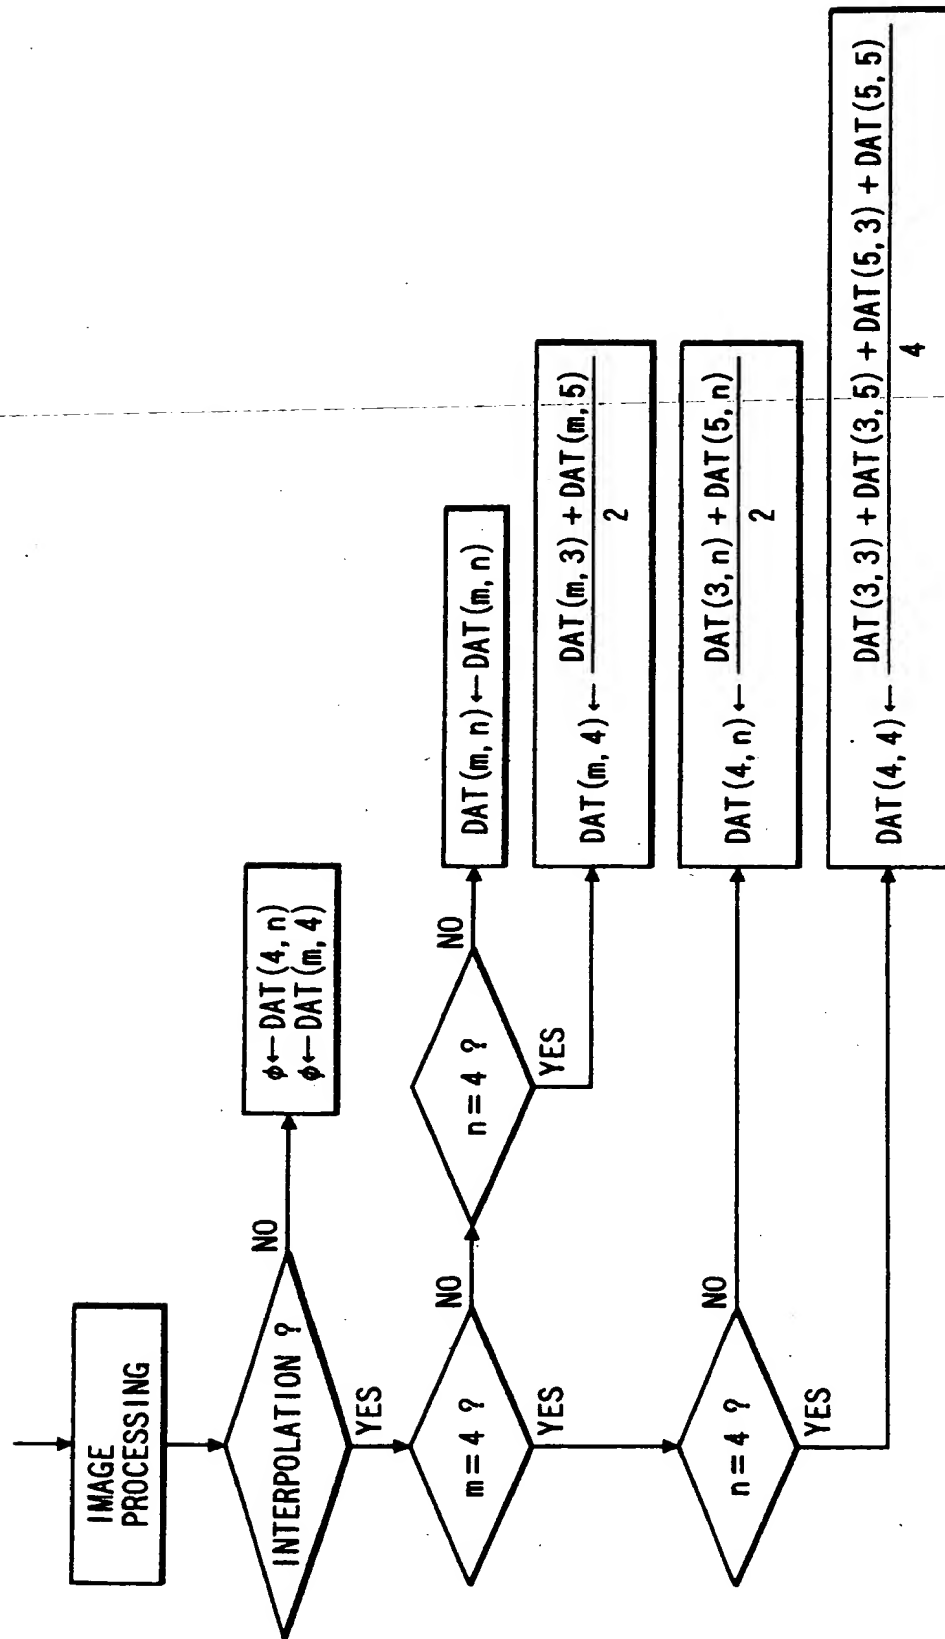 IMAGE
PROCESSING
INTERPOLATION ?
NO
ϕ←DAT(4, n)
ϕ←DAT(m, 4)
YES
m = 4 ?
NO
n = 4 ?
NO
DAT(m, n)←DAT(m, n)
YES
DAT(m, 4)← DAT(m, 3) + DAT(m, 5)
2
YES
n = 4 ?
NO
DAT(4, n)← DAT(3, n) + DAT(5, n)
2
YES
DAT(4, 4)← DAT(3, 3) + DAT(3, 5) + DAT(5, 3) + DAT(5, 5)
4